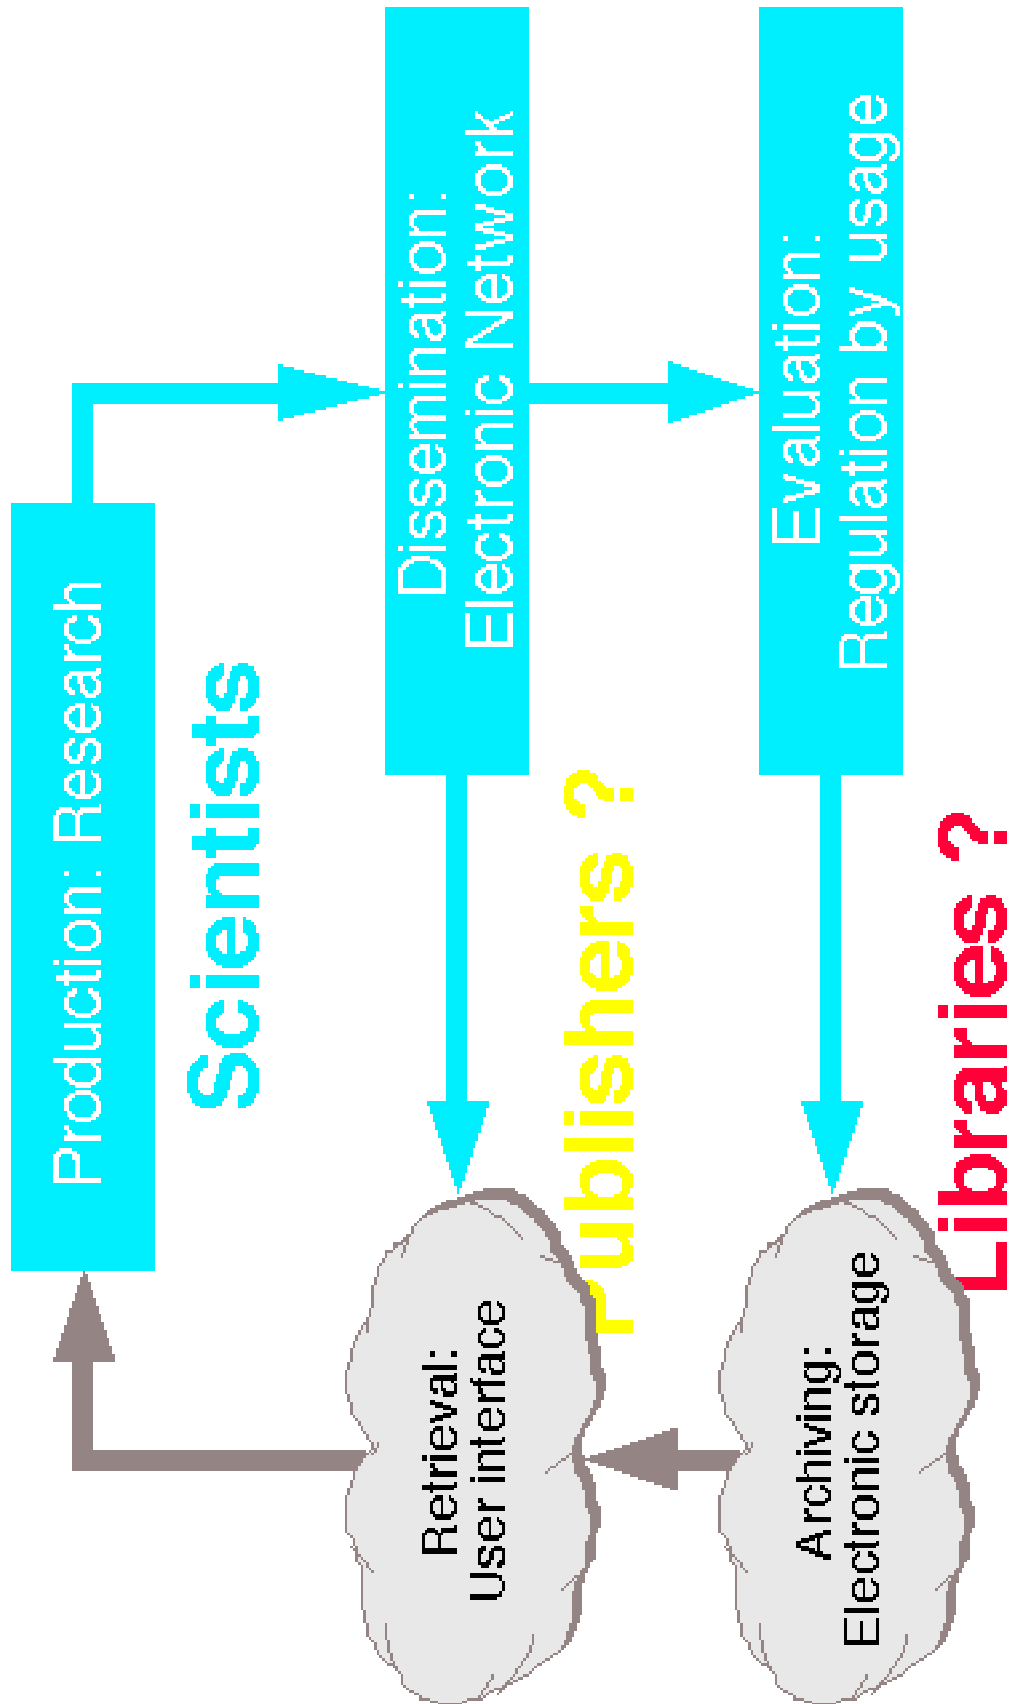 Production: Research
Scientists
Retrieval:
User interface
Dissemination:
Electronic Network
Publishers ?
Archiving:
Electronic storage
Evaluation:
Regulation by usage
Libraries ?